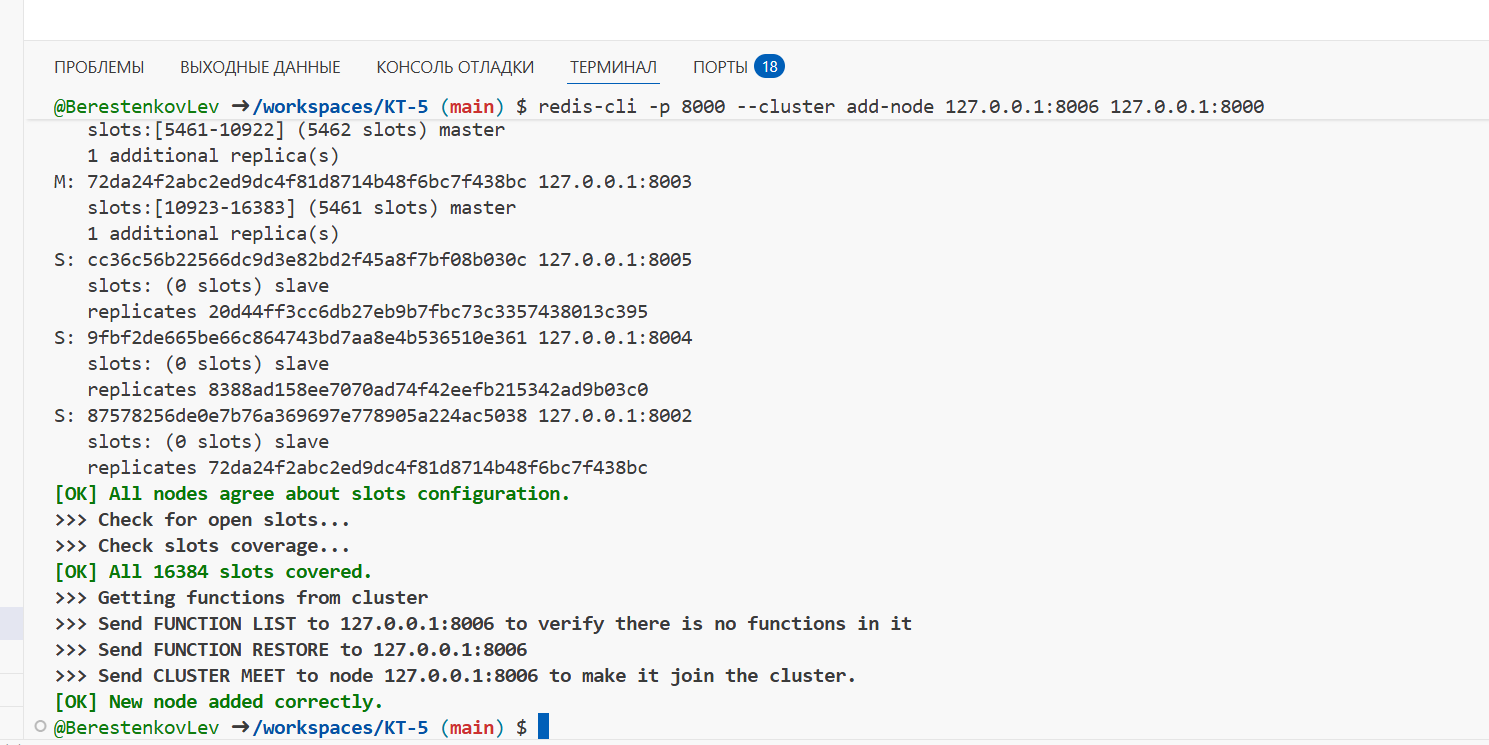 ПРОБЛЕМЫ ВЫХОДНЫЕ ДАННЫЕ КОНСОЛЬ ОТЛАДКИ ТЕРМИНАЛ ПОРТЫ 18
@BerestenkovLev ➜/workspaces/KT-5 (main) $ redis-cli -p 8000 --cluster add-node 127.0.0.1:8006 127.0.0.1:8000
slots:[5461-10922] (5462 slots) master
1 additional replica(s)
M: 72da24f2abc2ed9dc4f81d8714b48f6bc7f438bc 127.0.0.1:8003
slots:[10923-16383] (5461 slots) master
1 additional replica(s)
S: cc36c56b22566dc9d3e82bd2f45a8f7bf08b030c 127.0.0.1:8005
slots: (0 slots) slave
replicates 20d44ff3cc6db27eb9b7fbc73c3357438013c395
S: 9fbf2de665be66c864743bd7aa8e4b536510e361 127.0.0.1:8004
slots: (0 slots) slave
replicates 8388ad158ee7070ad74f42eefb215342ad9b03c0
S: 87578256de0e7b76a369697e778905a224ac5038 127.0.0.1:8002
slots: (0 slots) slave
replicates 72da24f2abc2ed9dc4f81d8714b48f6bc7f438bc
[OK] All nodes agree about slots configuration.
>>> Check for open slots...
>>> Check slots coverage...
[OK] All 16384 slots covered.
>>> Getting functions from cluster
>>> Send FUNCTION LIST to 127.0.0.1:8006 to verify there is no functions in it
>>> Send FUNCTION RESTORE to 127.0.0.1:8006
>>> Send CLUSTER MEET to node 127.0.0.1:8006 to make it join the cluster.
[OK] New node added correctly.
@BerestenkovLev ➜/workspaces/KT-5 (main) $